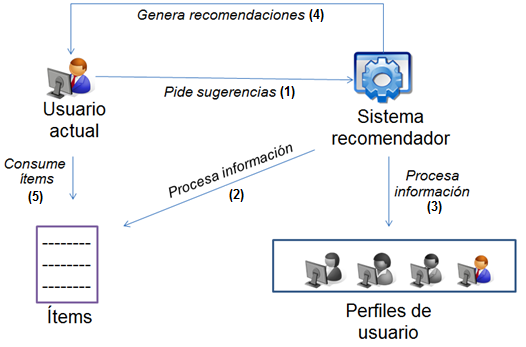 Genera recomendaciones (4)
Pide sugerencias (1)
Usuario
actual
Sistema
recomendador
Consume
ítems
(5)
Procesa información
(2)
Procesa
información
(3)
Ítems
Perfiles de
usuario